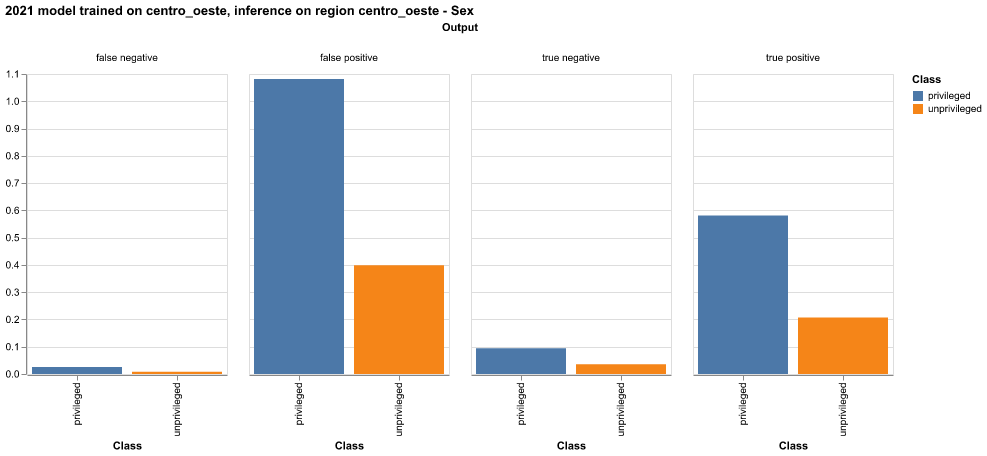 2021 model trained on centro_oeste, inference on region centro_oeste - Sex
Output
false negative
false positive
true negative
true positive
1.1
1.0
0.9
0.8
0.7
0.6
0.5
0.4
0.3
0.2
0.1
0.0
privileged
unprivileged
privileged
unprivileged
privileged
unprivileged
privileged
unprivileged
Class
Class
Class
Class
Class
privileged
unprivileged